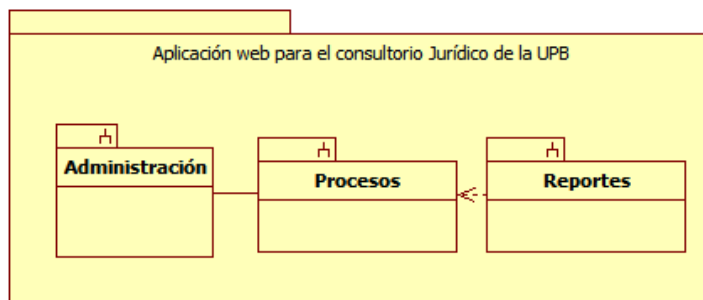 Aplicación web para el consultorio Jurídico de la UPB
Administración
Procesos
Reportes